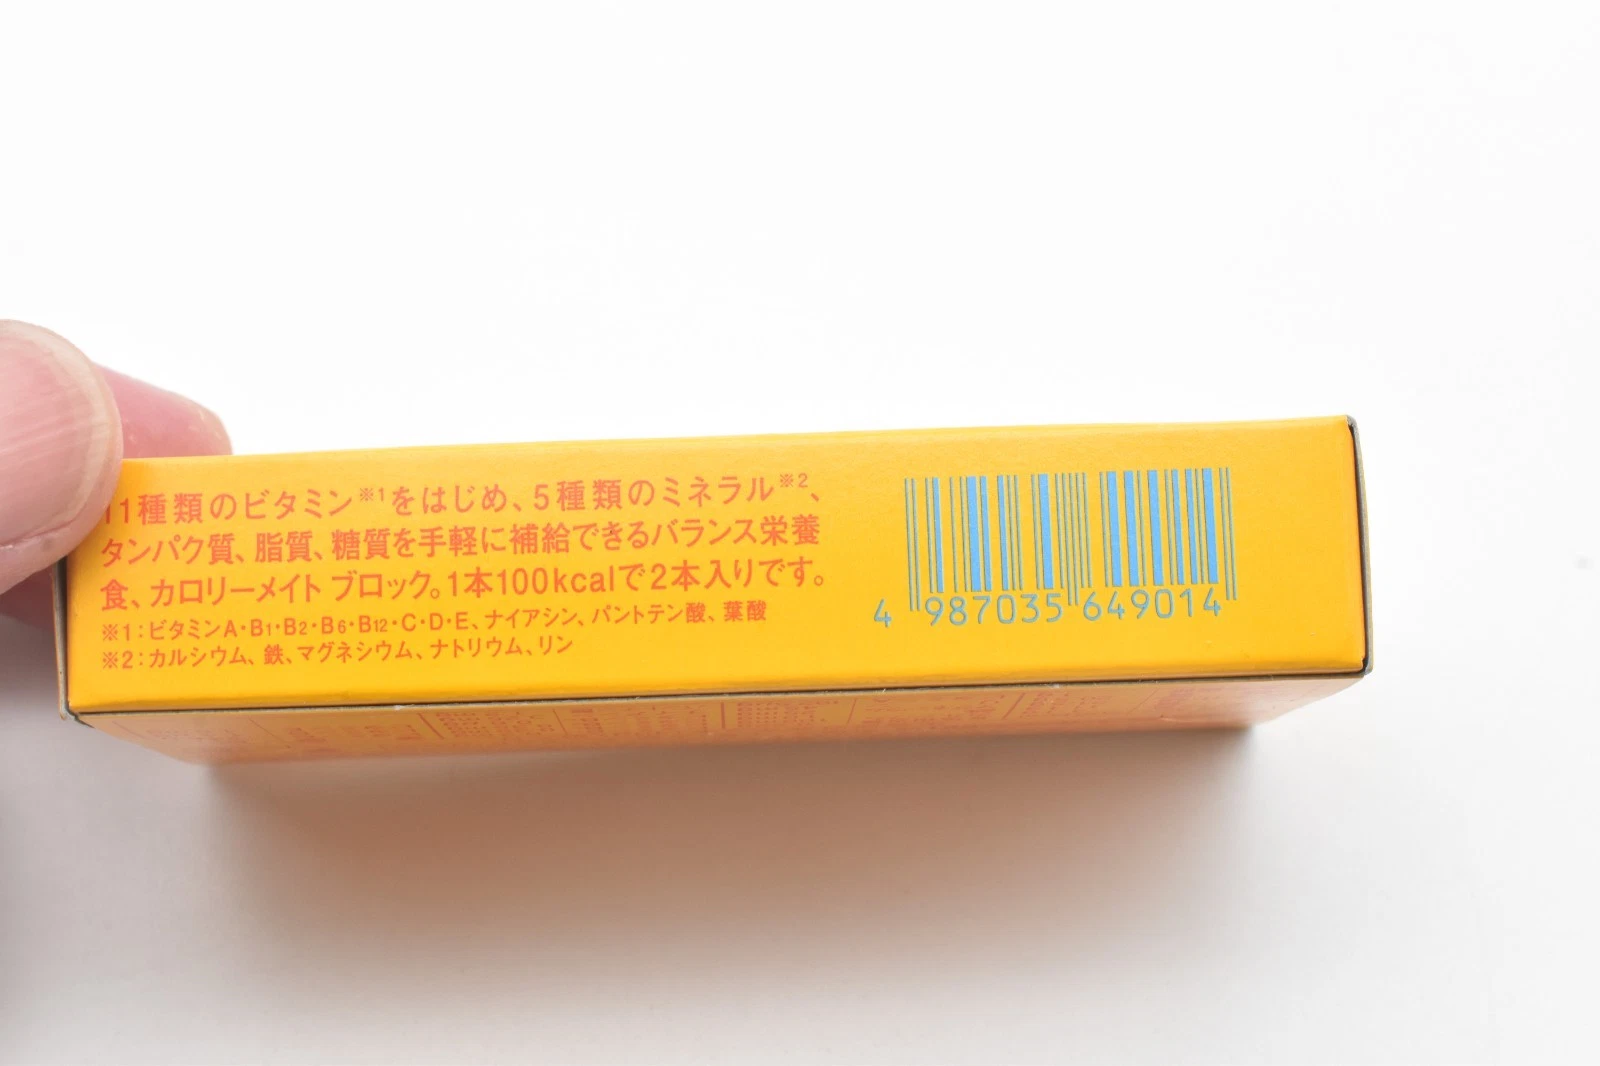 11種類のビタミン※1をはじめ、5種類のミネラル※2、
タンパク質、脂質、糖質を手軽に補給できるバランス栄養
食、カロリーメイト ブロック。1本100kcalで2本入りです。
※1:ビタミンA・B1・B2・B6・B12・C・D・E、ナイアシン、パントテン酸、葉酸
※2:カルシウム、鉄、マグネシウム、ナトリウム、リン
4 987035 649014